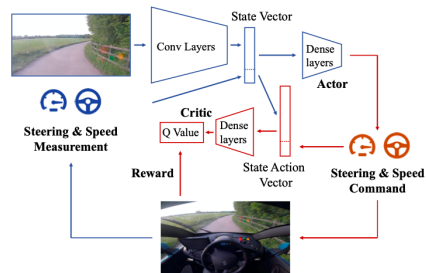 State Vector
Conv Layers
Dense
layers
Actor
Critic
Q Value
Dense
layers
Steering & Speed
Measurement
Reward
State Action
Vector
Steering & Speed
Command